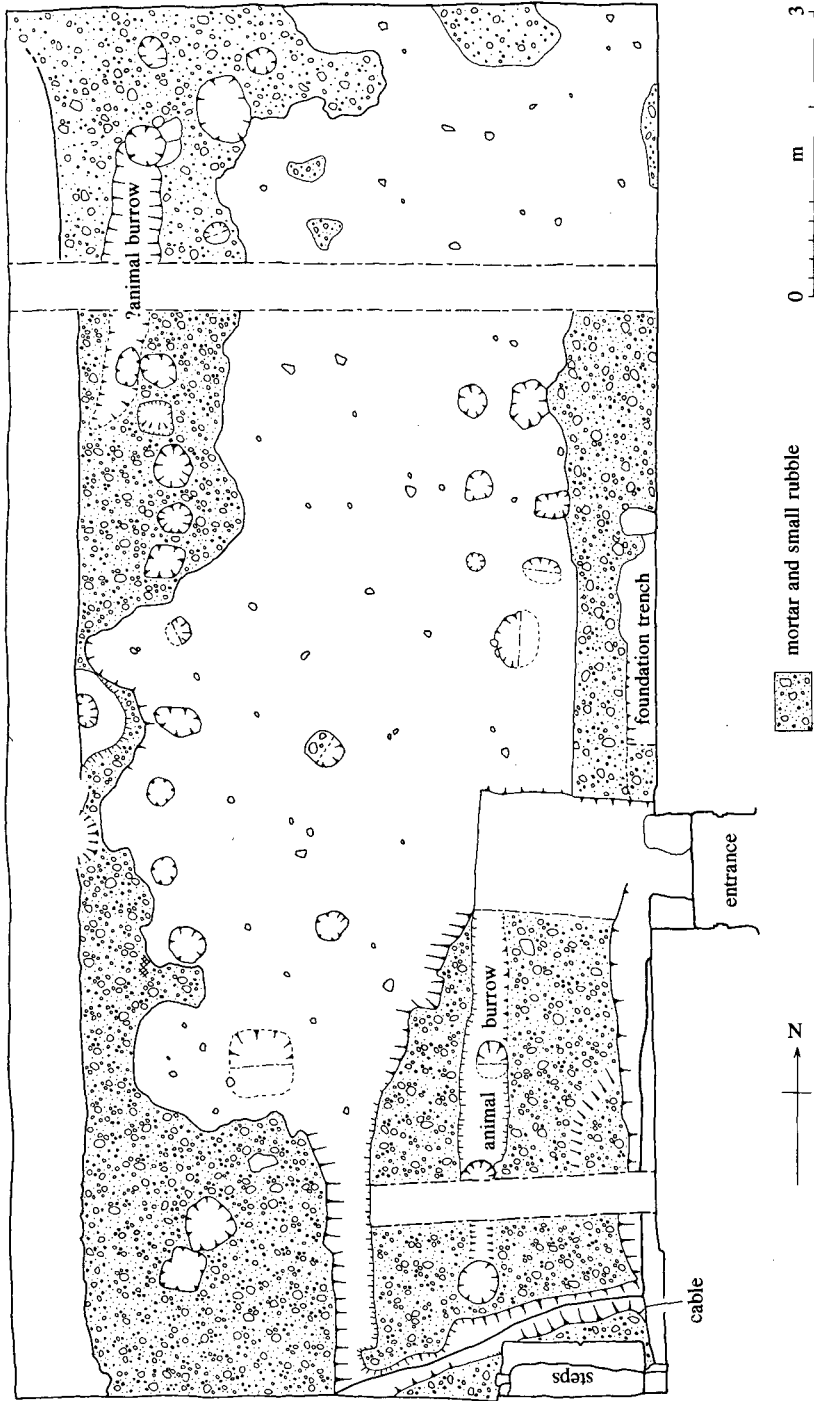 ?animal burrow
foundation trench
entrance
animal burrow
cable
steps
N
mortar and small rubble
0 m 3